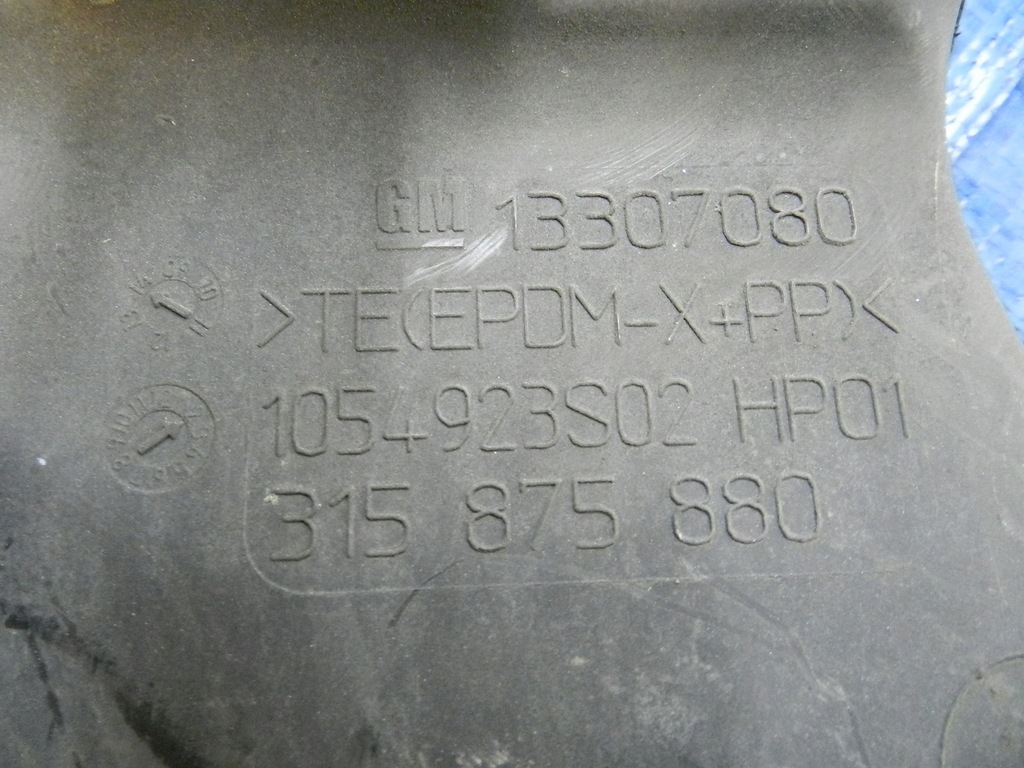 GM 13307080
>TE(EPDM-X+PP)<
1054923S02 HP01
315 875 880